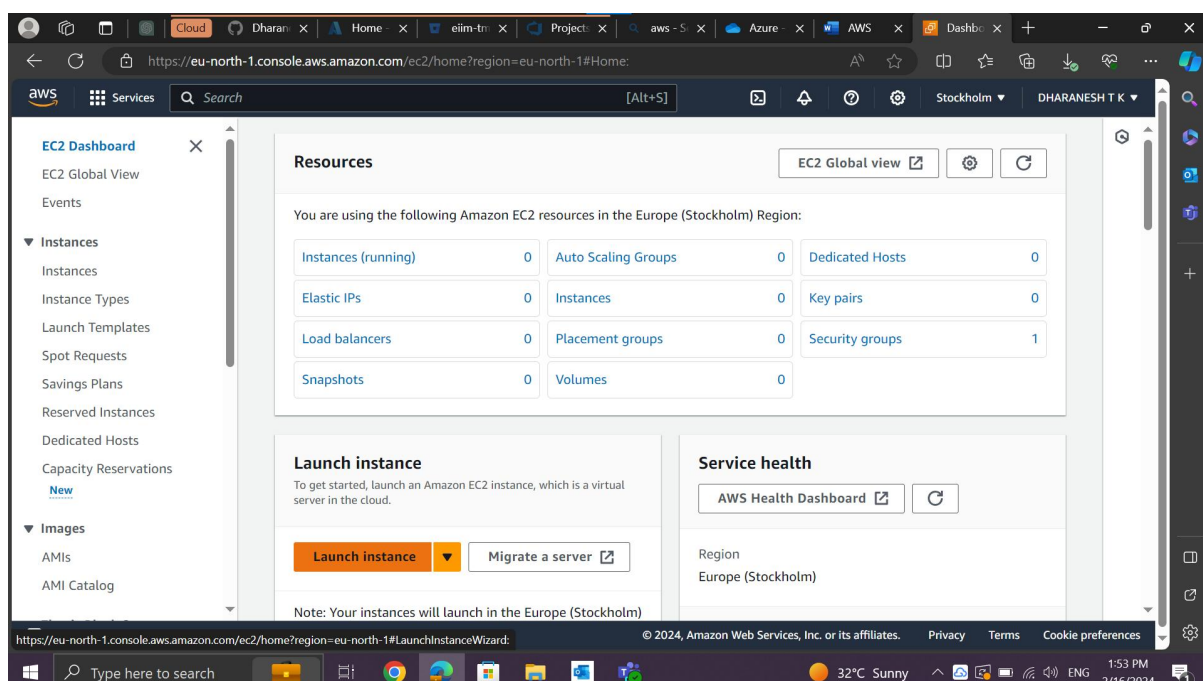 Cloud Dharan Home - eiim-tm Projects aws - Se Azure - AWS Dashbo
https://eu-north-1.console.aws.amazon.com/ec2/home?region=eu-north-1#Home:
aws Services Search [Alt+S] Stockholm DHARANESH T K
EC2 Dashboard
EC2 Global View
Events
Instances
Instances
Instance Types
Launch Templates
Spot Requests
Savings Plans
Reserved Instances
Dedicated Hosts
Capacity Reservations
New
Images
AMIs
AMI Catalog
Resources
EC2 Global view
You are using the following Amazon EC2 resources in the Europe (Stockholm) Region:
Instances (running) 0 Auto Scaling Groups 0 Dedicated Hosts 0
Elastic IPs 0 Instances 0 Key pairs 0
Load balancers 0 Placement groups 0 Security groups 1
Snapshots 0 Volumes 0
Launch instance
To get started, launch an Amazon EC2 instance, which is a virtual
server in the cloud.
Launch instance Migrate a server
Note: Your instances will launch in the Europe (Stockholm)
Service health
AWS Health Dashboard
Region
Europe (Stockholm)
https://eu-north-1.console.aws.amazon.com/ec2/home?region=eu-north-1#LaunchInstanceWizard:
© 2024, Amazon Web Services, Inc. or its affiliates. Privacy Terms Cookie preferences
Type here to search 32°C Sunny ENG 1:53 PM
2/16/2024